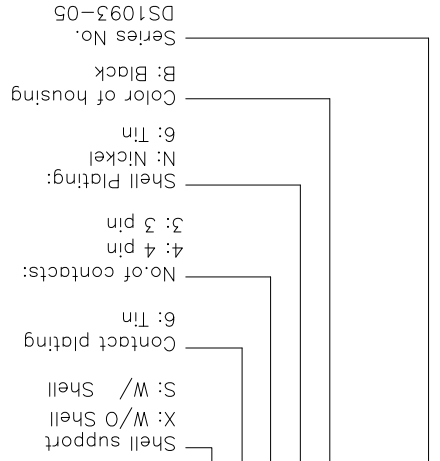 Shell support
X: W/O Shell
S: W/ Shell
Contact plating
6: Tin
No.of contacts:
4: 4 pin
3: 3 pin
Shell Plating:
N: Nickel
6: Tin
Color of housing
B: Black
Series No.
DS1093-05